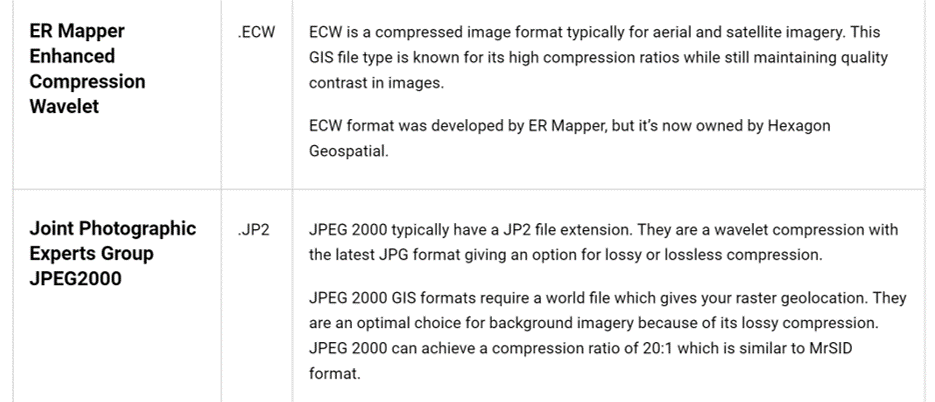 ER Mapper
Enhanced
Compression
Wavelet
.ECW
ECW is a compressed image format typically for aerial and satellite imagery. This
GIS file type is known for its high compression ratios while still maintaining quality
contrast in images.
ECW format was developed by ER Mapper, but it’s now owned by Hexagon
Geospatial.
Joint Photographic
Experts Group
JPEG2000
.JP2
JPEG 2000 typically have a JP2 file extension. They are a wavelet compression with
the latest JPG format giving an option for lossy or lossless compression.
JPEG 2000 GIS formats require a world file which gives your raster geolocation. They
are an optimal choice for background imagery because of its lossy compression.
JPEG 2000 can achieve a compression ratio of 20:1 which is similar to MrSID
format.